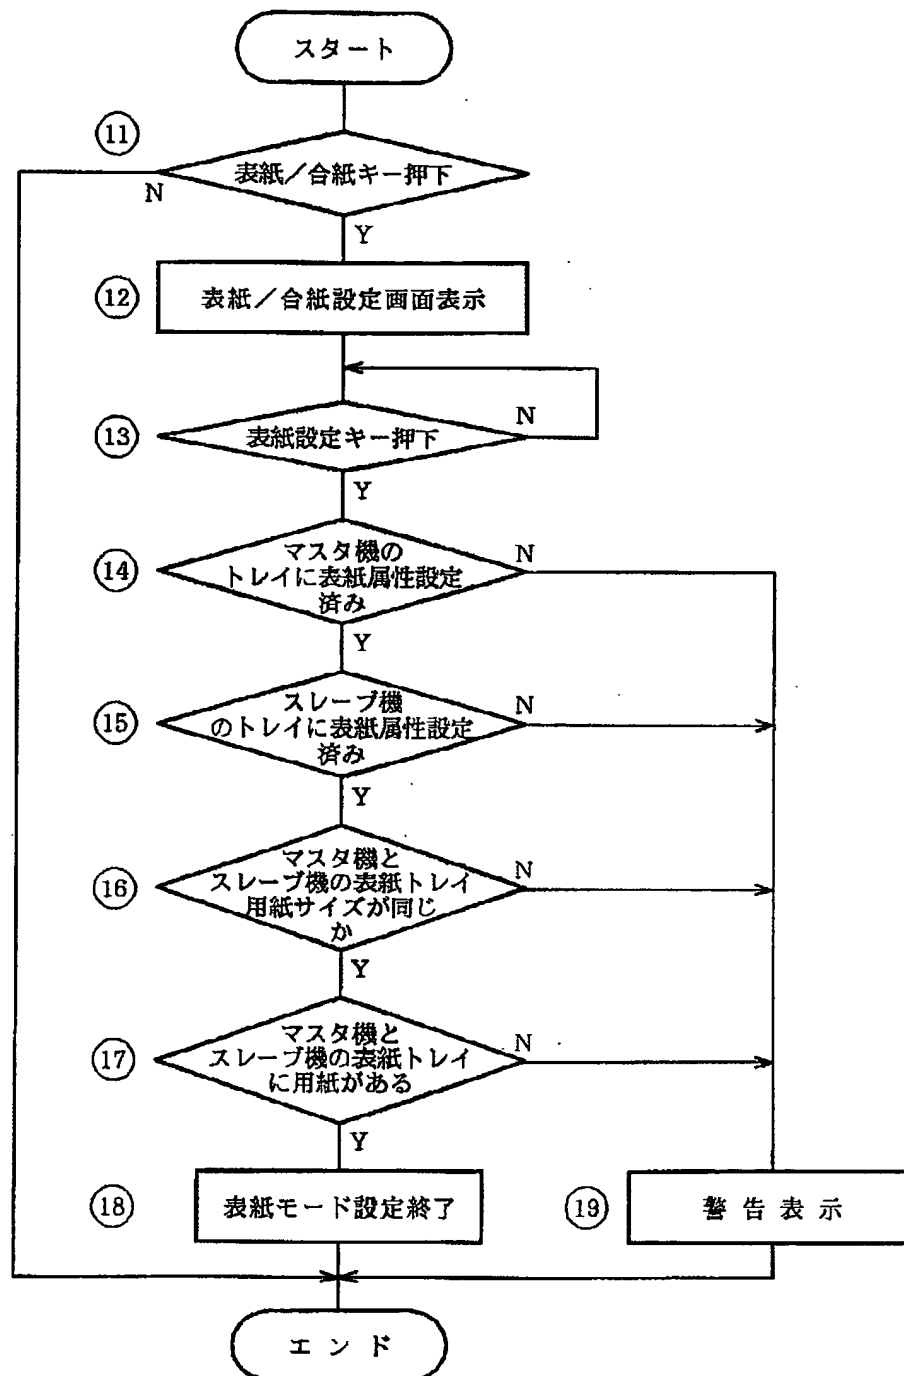 スタート
11
表紙/合紙キー押下
N
Y
12
表紙/合紙設定画面表示
13
表紙設定キー押下
N
Y
14
マスタ機の
トレイに表紙属性設定
済み
N
Y
15
スレーブ機
のトレイに表紙属性設定
済み
N
Y
16
マスタ機と
スレーブ機の表紙トレイ
用紙サイズが同じ
か
N
Y
17
マスタ機と
スレーブ機の表紙トレイ
に用紙がある
N
Y
18
表紙モード設定終了
19
警告表示
エンド